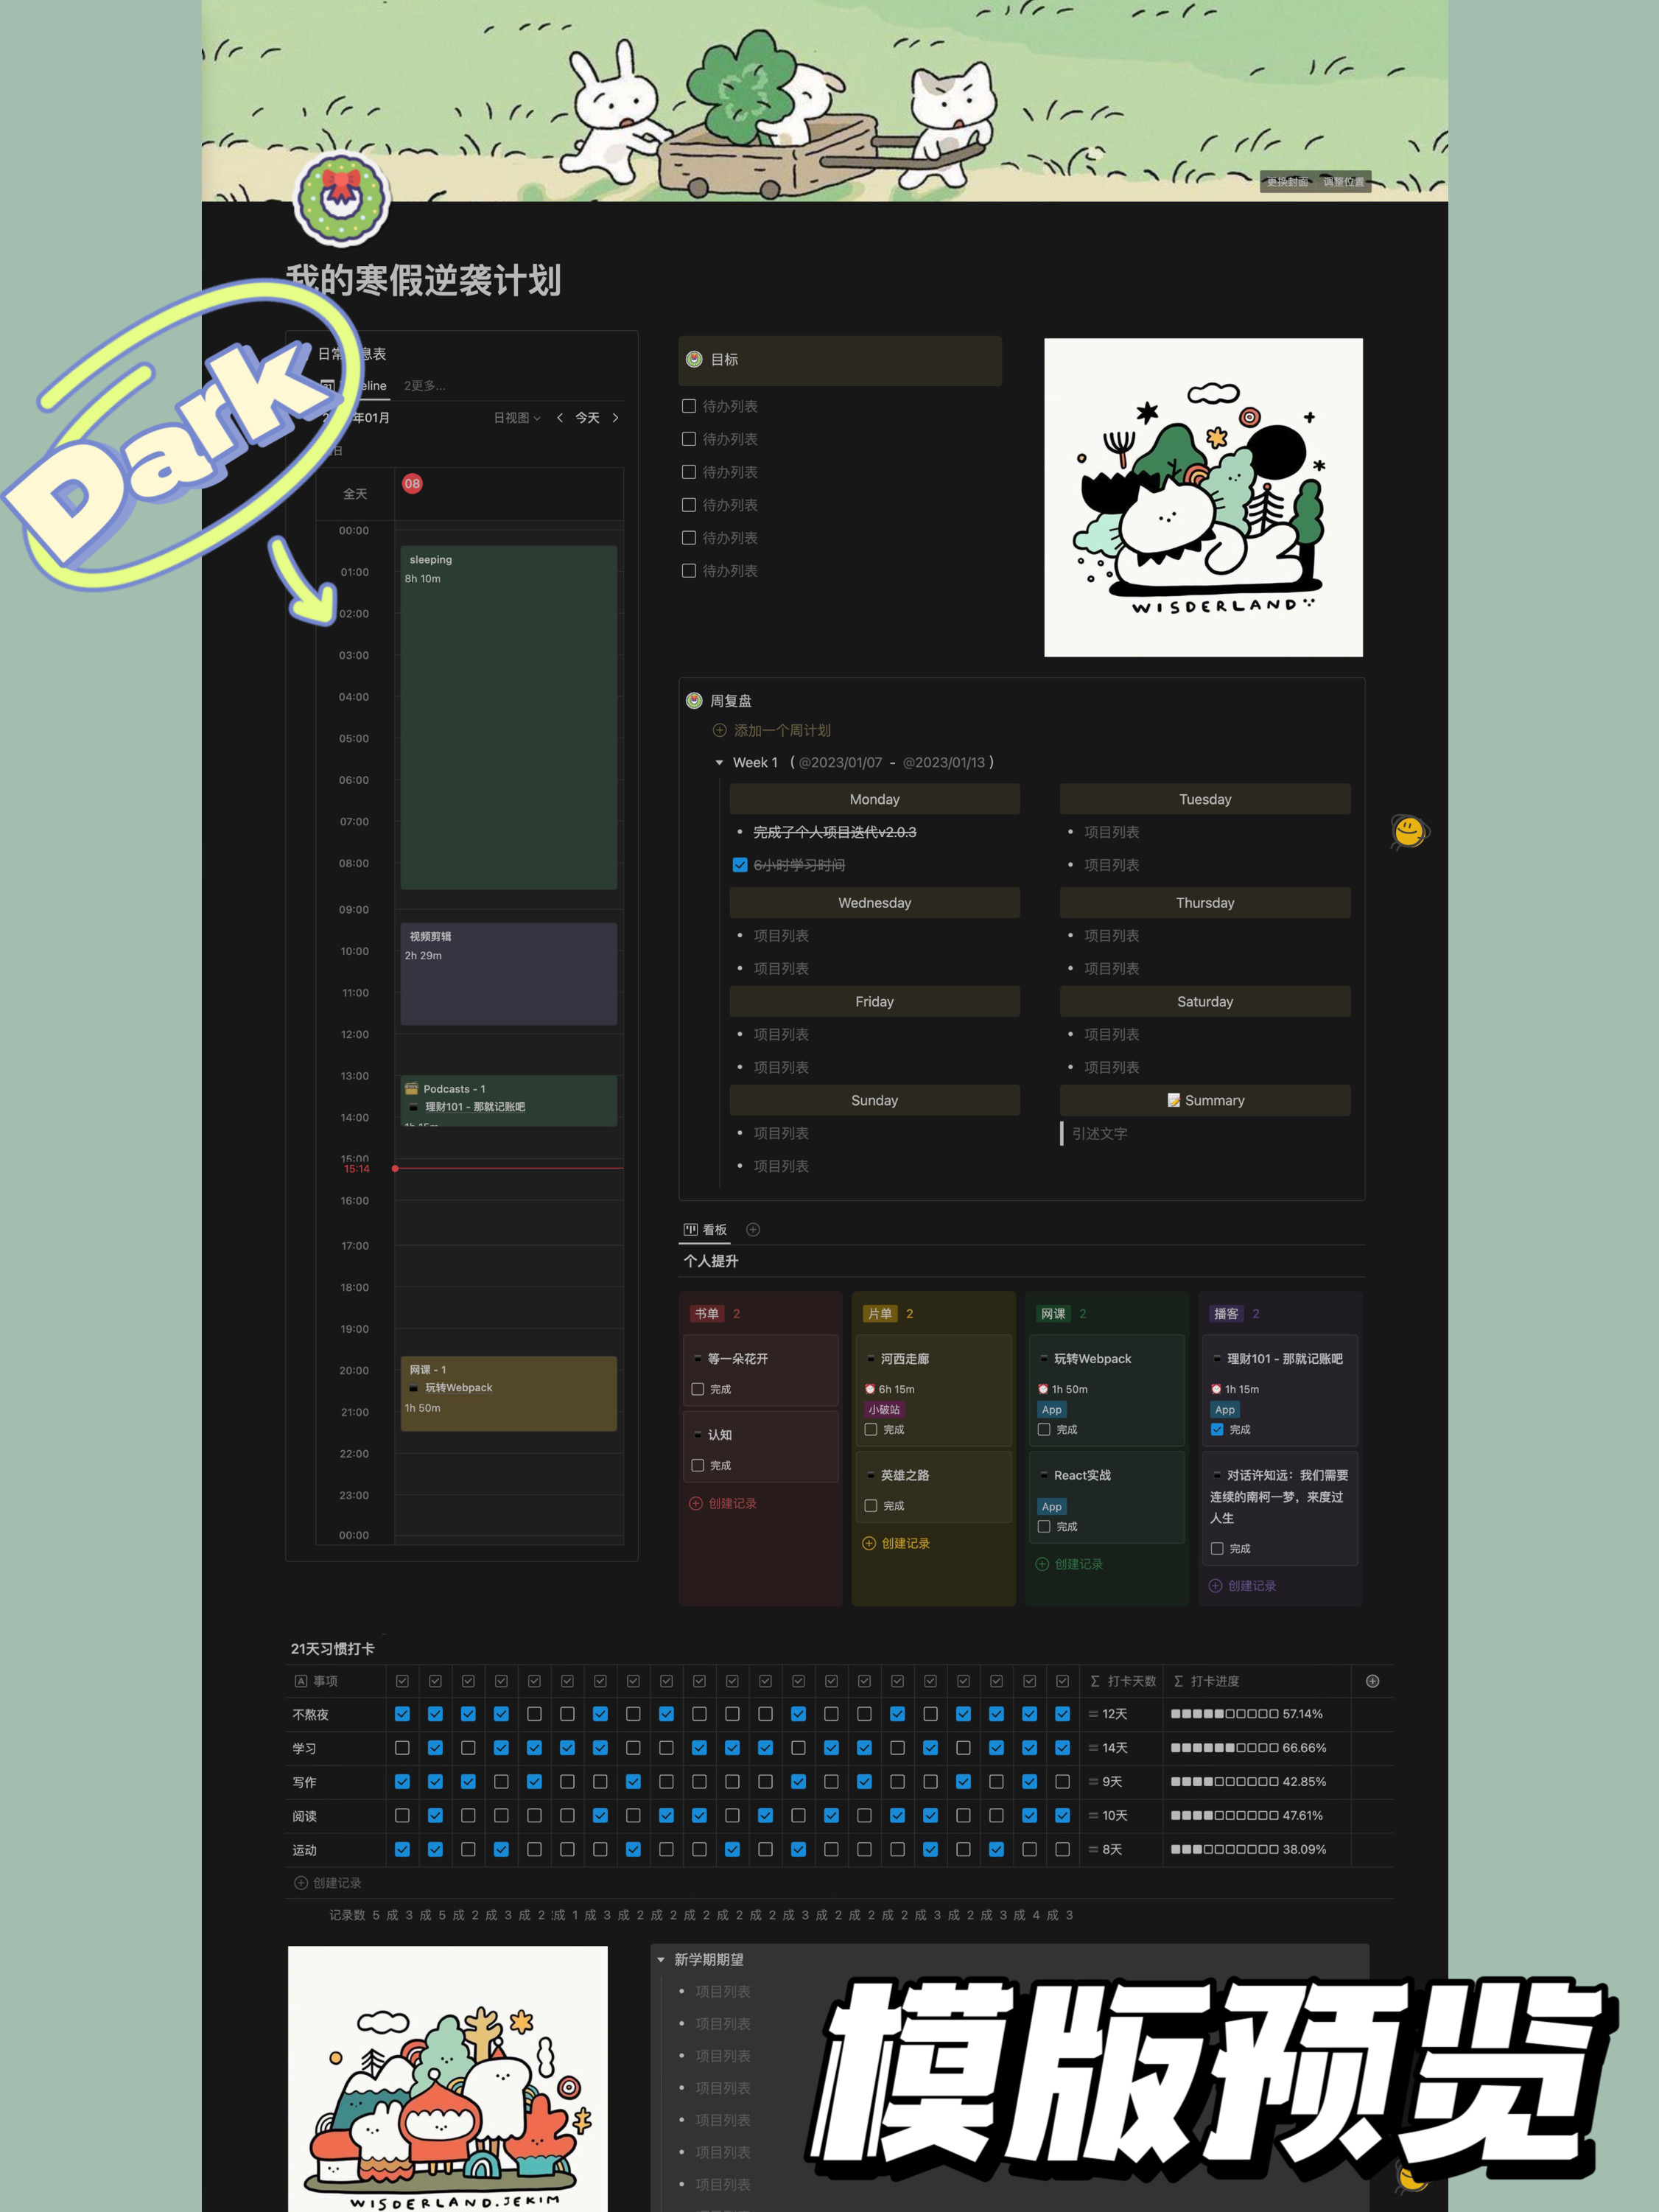 更换封面 调整位置
我的寒假逆袭计划
Dark
日常 息表
eline 2更多...
年01月 日视图 今天
日
全天 08
00:00
sleeping
01:00 8h 10m
02:00
03:00
04:00
05:00
06:00
07:00
08:00
09:00
视频剪辑
10:00 2h 29m
11:00
12:00
13:00
Podcasts - 1
理财101 - 那就记账吧
14:00
15:00
15:14
16:00
17:00
18:00
19:00
20:00 网课 - 1
玩转Webpack
21:00 1h 50m
22:00
23:00
00:00
目标
待办列表
待办列表
待办列表
待办列表
待办列表
待办列表
WISDERLAND
周复盘
添加一个周计划
Week 1 ( @2023/01/07 - @2023/01/13 )
Monday Tuesday
完成了个人项目迭代v2.0.3 项目列表
6小时学习时间 项目列表
Wednesday Thursday
项目列表 项目列表
项目列表 项目列表
Friday Saturday
项目列表 项目列表
项目列表 项目列表
Sunday Summary
项目列表 引述文字
项目列表
看板
个人提升
书单 2
等一朵花开
完成
认知
完成
创建记录
片单 2
河西走廊
6h 15m
小破站
完成
英雄之路
完成
创建记录
网课 2
玩转Webpack
1h 50m
App
完成
React实战
App
完成
创建记录
播客 2
理财101 - 那就记账吧
1h 15m
App
完成
对话许知远：我们需要
连续的南柯一梦，来度过
人生
完成
创建记录
21天习惯打卡
事项 打卡天数 打卡进度
不熬夜 = 12天 57.14%
学习 = 14天 66.66%
写作 = 9天 42.85%
阅读 = 10天 47.61%
运动 = 8天 38.09%
创建记录
记录数 5 成 3 成 5 成 2 成 3 成 2 成 1 成 3 成 2 成 2 成 2 成 2 成 2 成 3 成 2 成 2 成 2 成 3 成 2 成 3 成 4 成 3
WISDERLAND.JEKIM
新学期期望
项目列表
项目列表
项目列表
项目列表
项目列表
项目列表
项目列表
模版预览